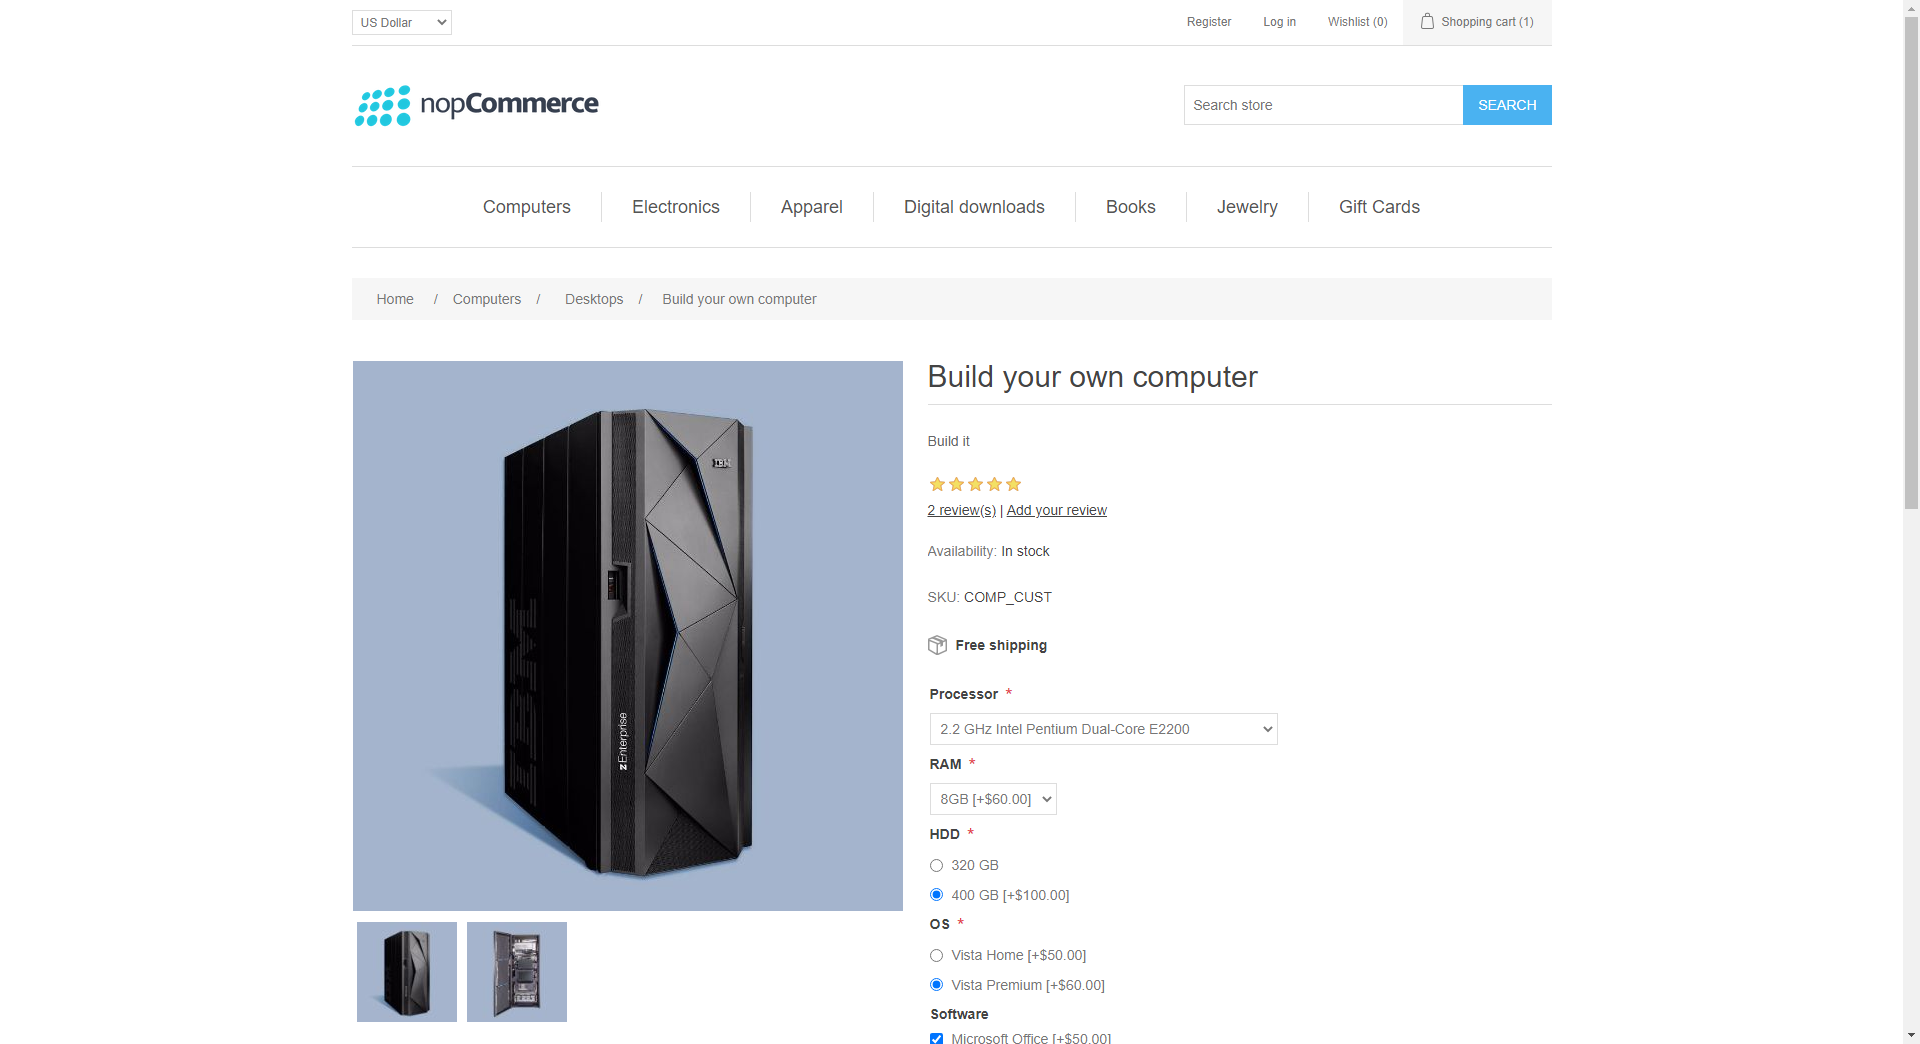 US Dollar
Register
Log in
Wishlist (0)
Shopping cart (1)
nopCommerce
Search store
SEARCH
Computers
Electronics
Apparel
Digital downloads
Books
Jewelry
Gift Cards
Home / Computers / Desktops / Build your own computer
Build your own computer
Build it
2 review(s) | Add your review
Availability: In stock
SKU: COMP_CUST
Free shipping
Processor *
2.2 GHz Intel Pentium Dual-Core E2200
RAM *
8GB [+$60.00]
HDD *
320 GB
400 GB [+$100.00]
OS *
Vista Home [+$50.00]
Vista Premium [+$60.00]
Software
Microsoft Office [+$50.00]
IBM
IBM
zEnterprise